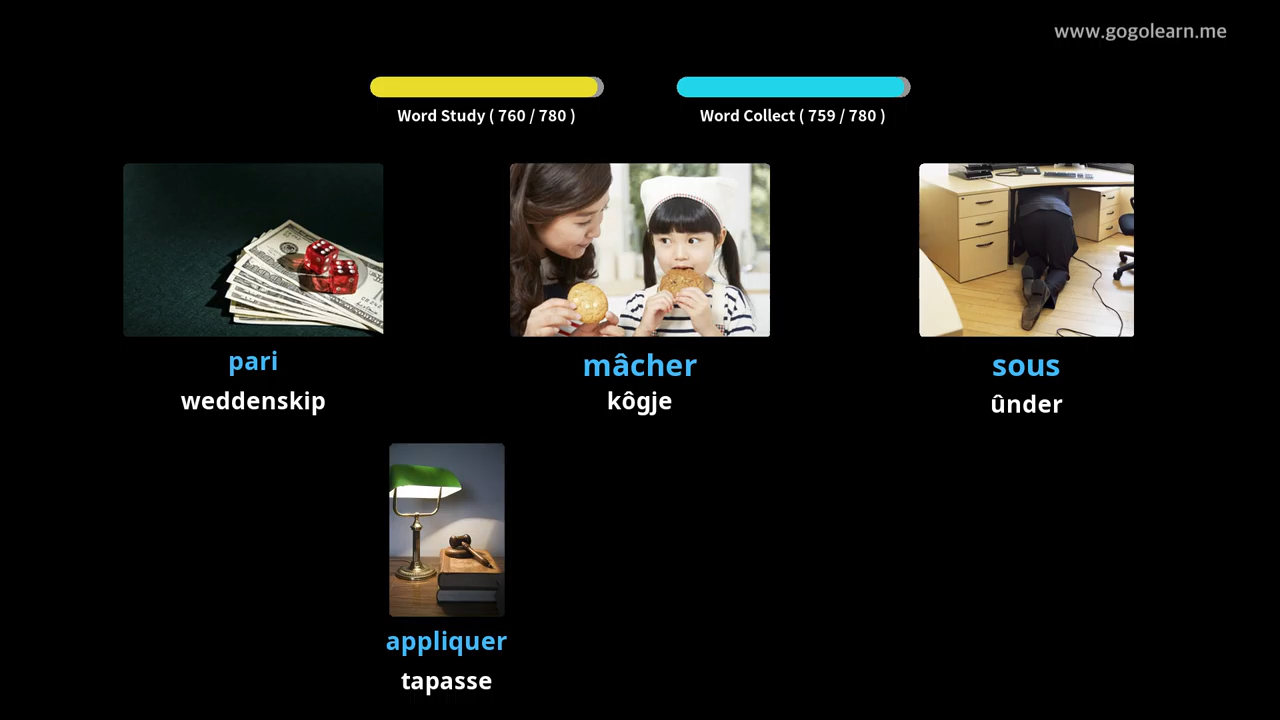 www.gogolearn.me
Word Study ( 760 / 780 )
Word Collect ( 759 / 780 )
pari
weddenskip
mâcher
kôgje
sous
ûnder
appliquer
tapasse